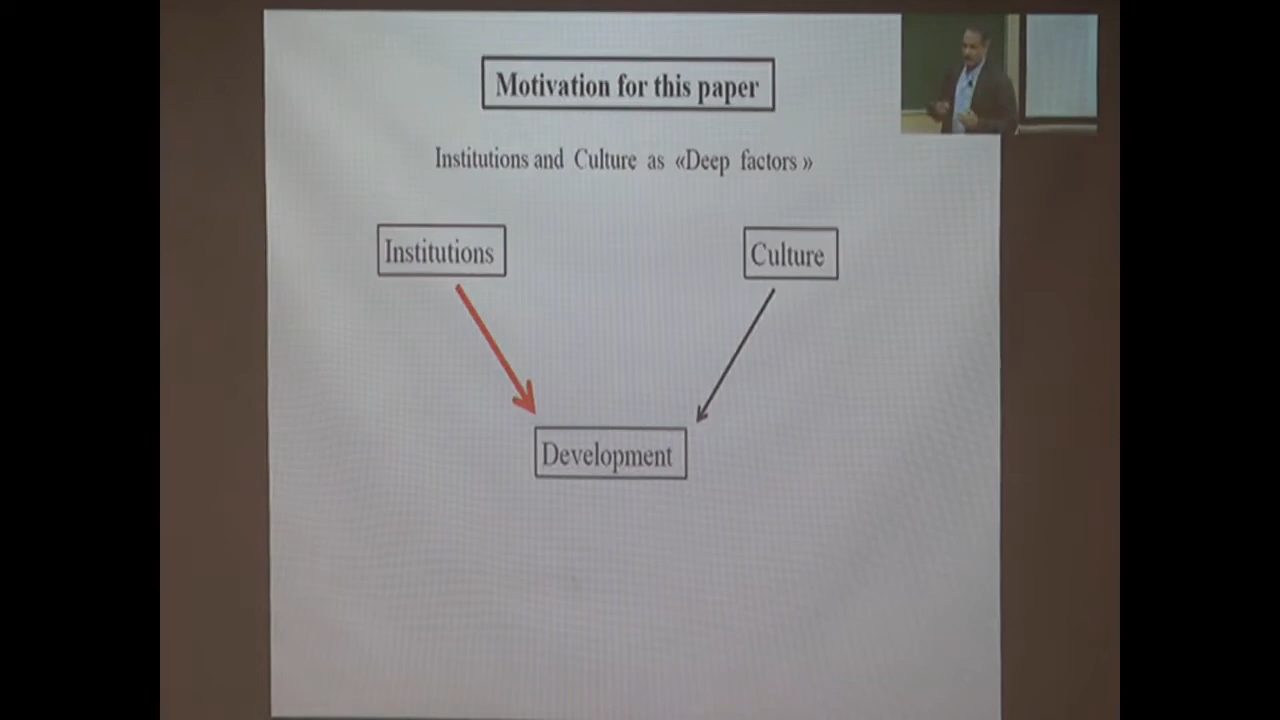 Motivation for this paper
Institutions and Culture as «Deep factors »
Institutions
Culture
Development